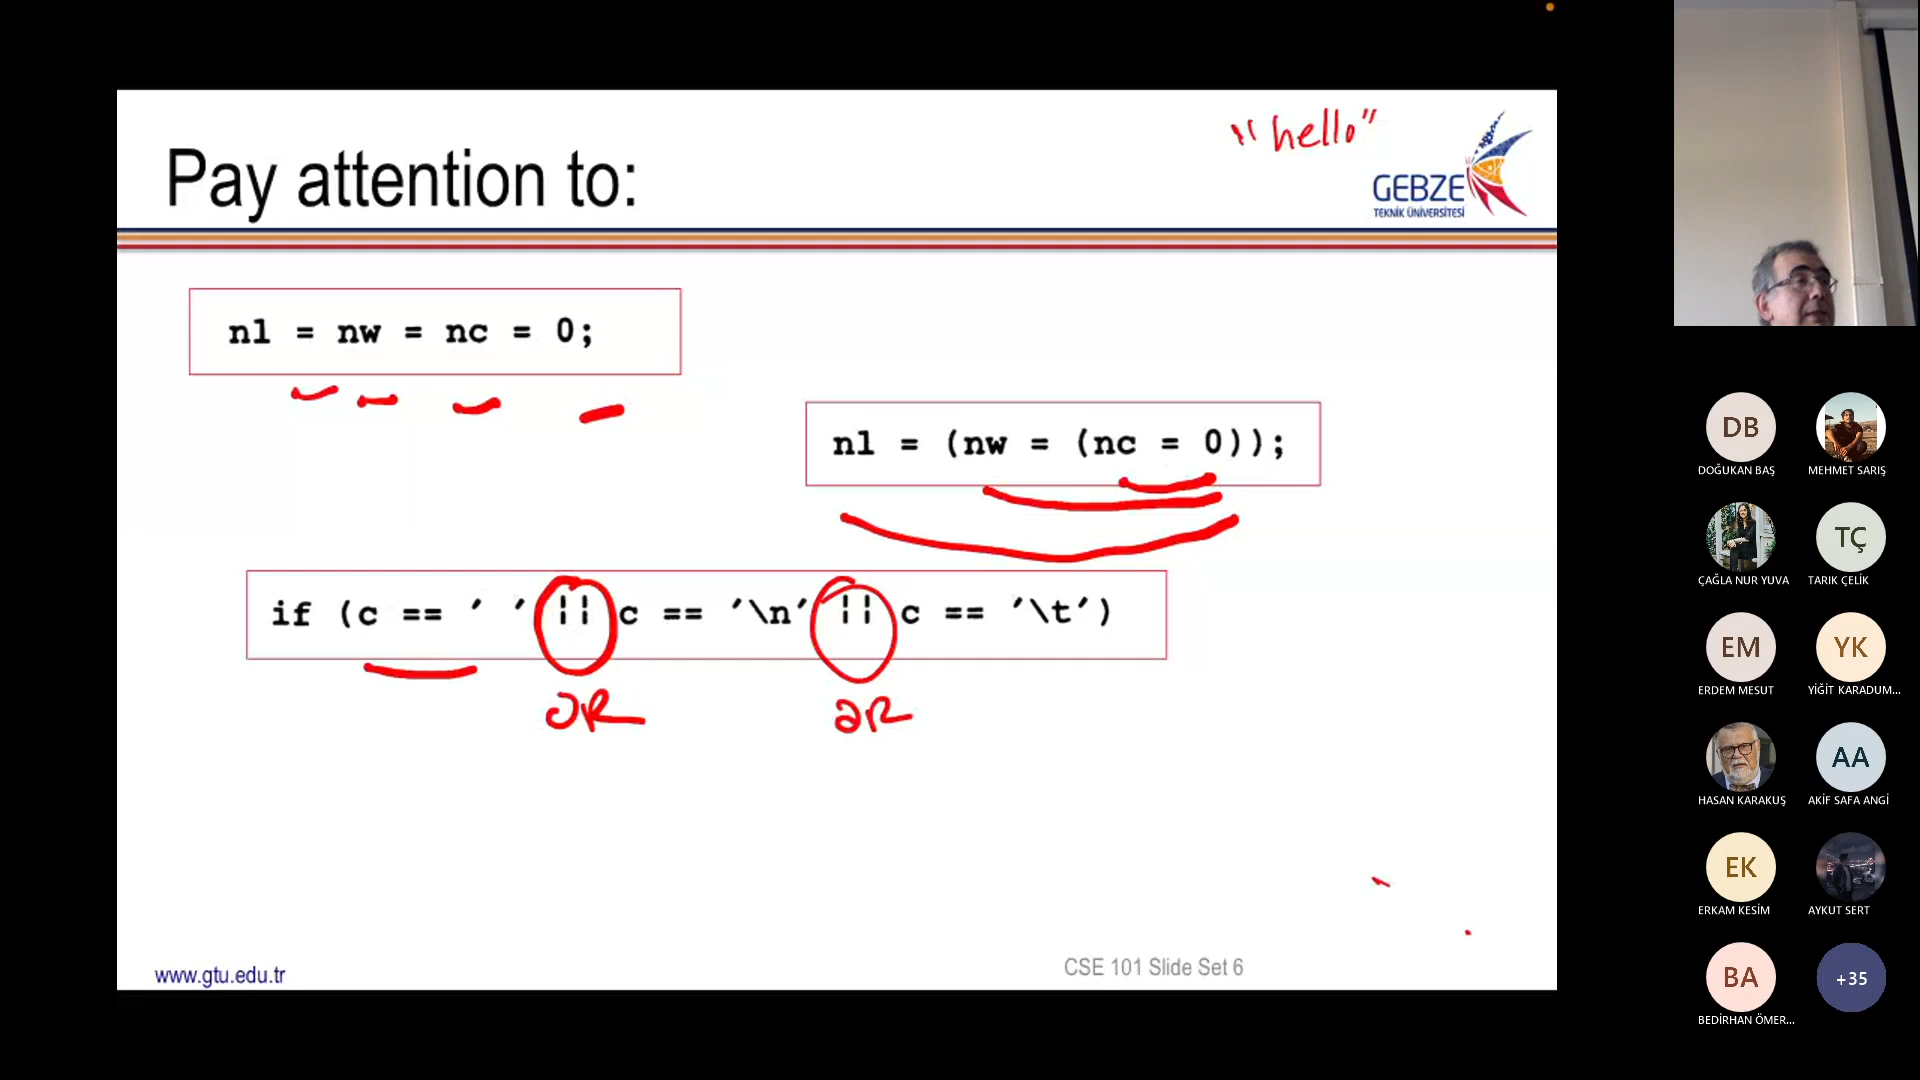 "hello"
Pay attention to:
GEBZE
TEKNİK ÜNİVERSİTESİ
nl = nw = nc = 0;
nl = (nw = (nc = 0));
if (c == ' ' || c == '\n' || c == '\t')
OR OR
www.gtu.edu.tr
CSE 101 Slide Set 6
DB
DOĞUKAN BAŞ
MEHMET SARIŞ
ÇAĞLA NUR YUVA
TÇ
TARIK ÇELİK
EM
ERDEM MESUT
YK
YİĞİT KARADUM...
HASAN KARAKUŞ
AA
AKİF SAFA ANGİ
EK
ERKAM KESİM
AYKUT SERT
BA
BEDİRHAN ÖMER...
+35